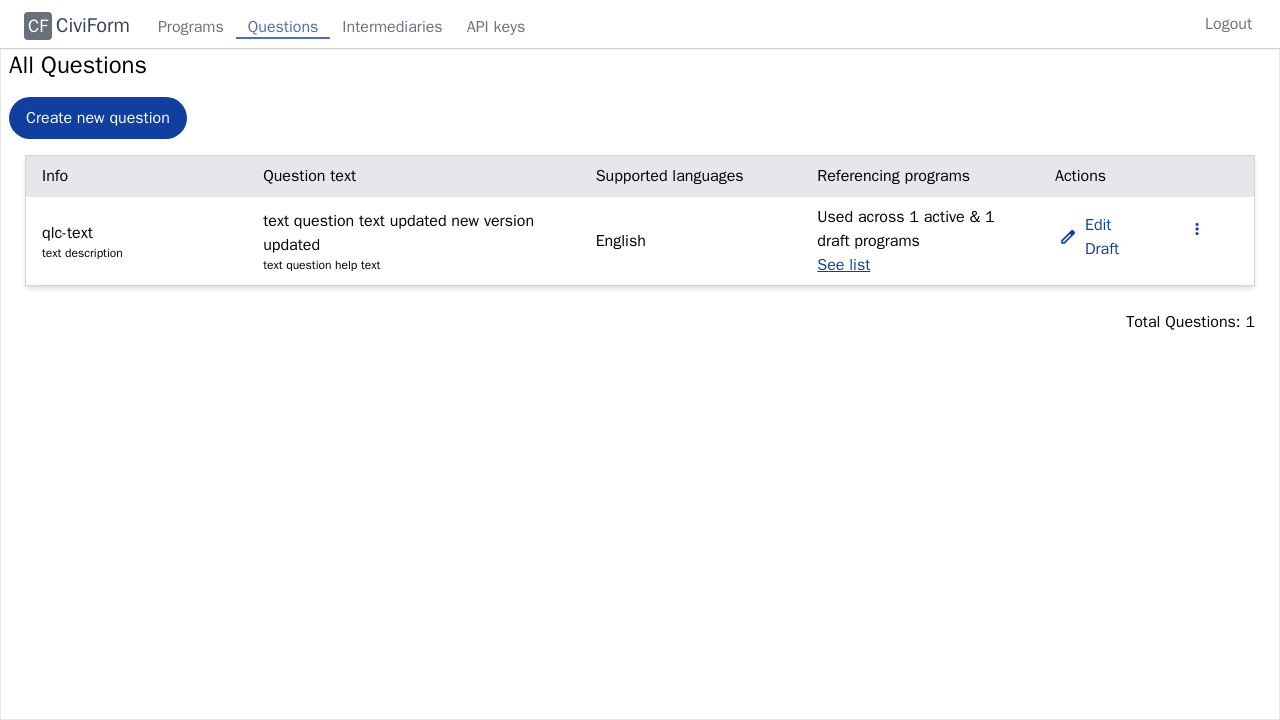 CF CiviForm Programs Questions Intermediaries API keys Logout
All Questions
Create new question
Info Question text Supported languages Referencing programs Actions
qlc-text
text description
text question text updated new version
updated
text question help text
English
Used across 1 active & 1
draft programs
See list
Edit
Draft
Total Questions: 1